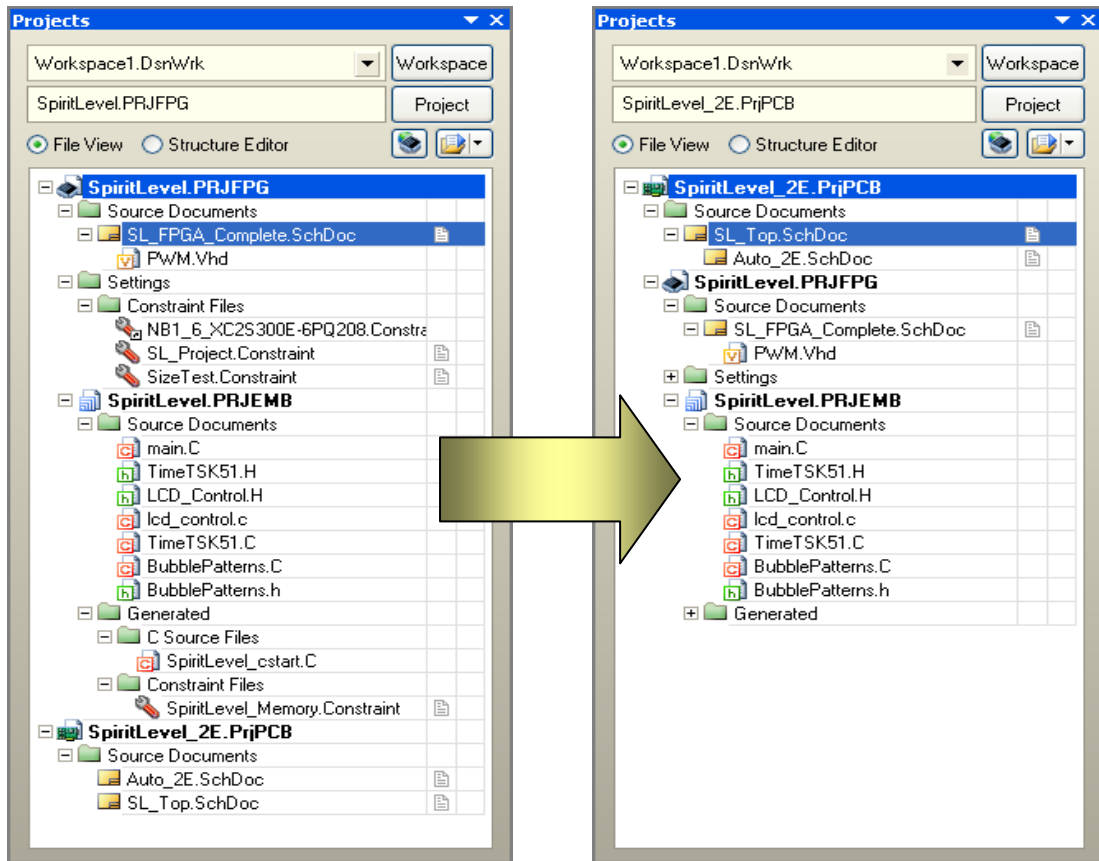 Projects
Workspace1.DsnWrk
Workspace
SpiritLevel.PRJFPG
Project
File View
Structure Editor
SpiritLevel.PRJFPG
Source Documents
SL_FPGA_Complete.SchDoc
PWM.Vhd
Settings
Constraint Files
NB1_6_XC2S300E-6PQ208.Constra
SL_Project.Constraint
SizeTest.Constraint
SpiritLevel.PRJEMB
Source Documents
main.C
TimeTSK51.H
LCD_Control.H
lcd_control.c
TimeTSK51.C
BubblePatterns.C
BubblePatterns.h
Generated
C Source Files
SpiritLevel_cstart.C
Constraint Files
SpiritLevel_Memory.Constraint
SpiritLevel_2E.PrjPCB
Source Documents
Auto_2E.SchDoc
SL_Top.SchDoc
Projects
Workspace1.DsnWrk
Workspace
SpiritLevel_2E.PrjPCB
Project
File View
Structure Editor
SpiritLevel_2E.PrjPCB
Source Documents
SL_Top.SchDoc
Auto_2E.SchDoc
SpiritLevel.PRJFPG
Source Documents
SL_FPGA_Complete.SchDoc
PWM.Vhd
Settings
SpiritLevel.PRJEMB
Source Documents
main.C
TimeTSK51.H
LCD_Control.H
lcd_control.c
TimeTSK51.C
BubblePatterns.C
BubblePatterns.h
Generated